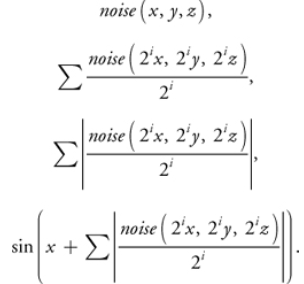 noise(x, y, z),
∑ noise(2^i x, 2^i y, 2^i z) / 2^i,
∑ | noise(2^i x, 2^i y, 2^i z) / 2^i |,
sin( x + ∑ | noise(2^i x, 2^i y, 2^i z) / 2^i | ).